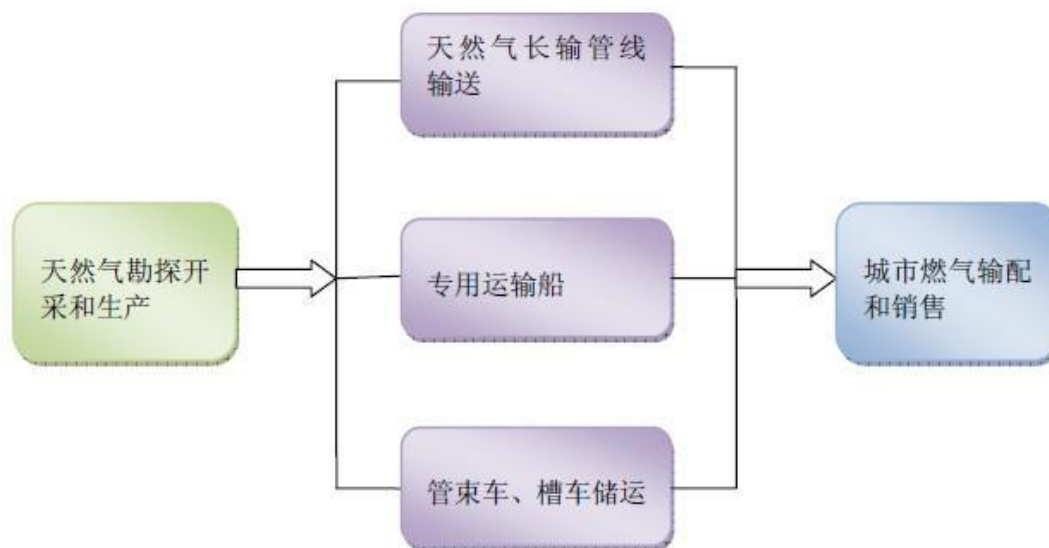 天然气长输管线
输送
天然气勘探开
采和生产
专用运输船
城市燃气输配
和销售
管束车、槽车储运